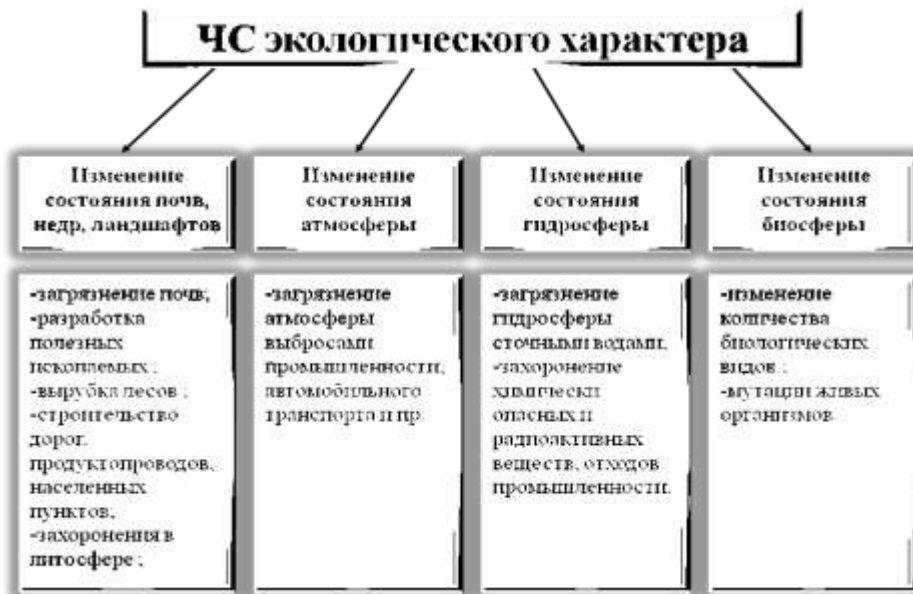 ЧС экологического характера
Изменение
состояния почв,
недр, ландшафтов
Изменение
состояния
атмосферы
Изменение
состояния
гидросферы
Изменение
состояния
биосферы
-загрязнение почв;
-разработка
полезных
ископаемых ;
-вырубка лесов ;
-строительство
дорог,
продуктопроводов,
населенных
пунктов,
-захоронения в
литосфере ;
-загрязнение
атмосферы
выбросами
промышленности,
автомобильного
транспорта и пр.
-загрязнение
гидросферы
сточными водами,
-захоронение
химически
опасных и
радиоактивных
веществ, отходов
промышленности.
-изменение
количества
биологических
видов ;
-мутации живых
организмов.